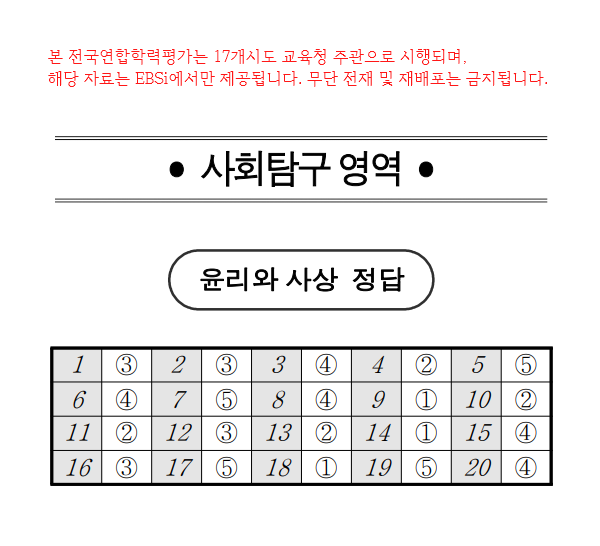 본 전국연합학력평가는 17개시도 교육청 주관으로 시행되며,
해당 자료는 EBSi에서만 제공됩니다. 무단 전재 및 재배포는 금지됩니다.
● 사회탐구 영역 ●
윤리와 사상 정답
1 ③ 2 ③ 3 ④ 4 ② 5 ⑤
6 ④ 7 ⑤ 8 ④ 9 ① 10 ②
11 ② 12 ③ 13 ② 14 ① 15 ④
16 ③ 17 ⑤ 18 ① 19 ⑤ 20 ④